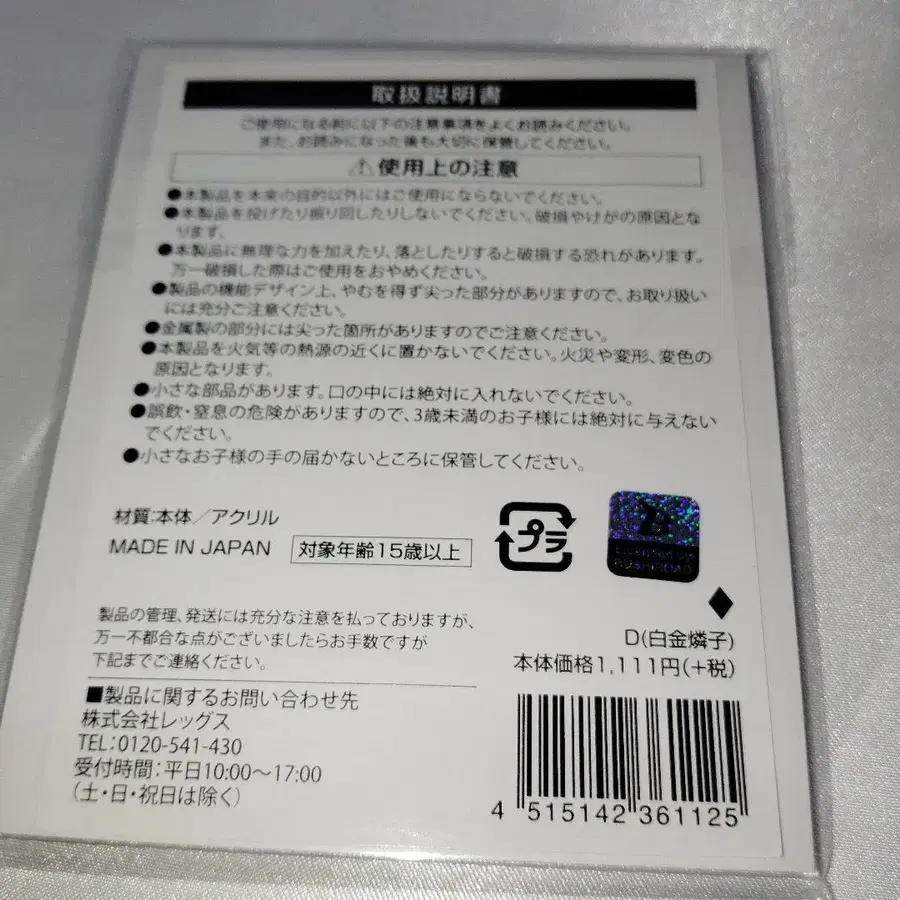 取扱説明書
ご使用になる前に以下の注意事項をよくお読みください。
また、お読みになった後も大切に保管してください。
⚠使用上の注意
●本製品を本来の目的以外にはご使用にならないでください。
●本製品を投げたり振り回したりしないでください。破損やけがの原因とな
ります。
●本製品に無理な力を加えたり、落としたりすると破損する恐れがあります。
万一破損した際はご使用をおやめください。
●製品の機能デザイン上、やむを得ず尖った部分がありますので、お取り扱い
には充分ご注意ください。
●金属製の部分には尖った箇所がありますのでご注意ください。
●本製品を火気等の熱源の近くに置かないでください。火災や変形、変色の
原因となります。
●小さな部品があります。口の中には絶対に入れないでください。
●誤飲・窒息の危険がありますので、3歳未満のお子様には絶対に与えない
でください。
●小さなお子様の手の届かないところに保管してください。
材質:本体/アクリル
MADE IN JAPAN
対象年齢15歳以上
プラ
BUSHIROAD
製品の管理、発送には充分な注意を払っておりますが、
万一不都合な点がございましたらお手数ですが
下記までご連絡ください。
■製品に関するお問い合わせ先
株式会社レッグス
TEL:0120-541-430
受付時間:平日10:00〜17:00
(土・日・祝日は除く)
D(白金燐子)
本体価格1,111円(+税)
4 515142 361125